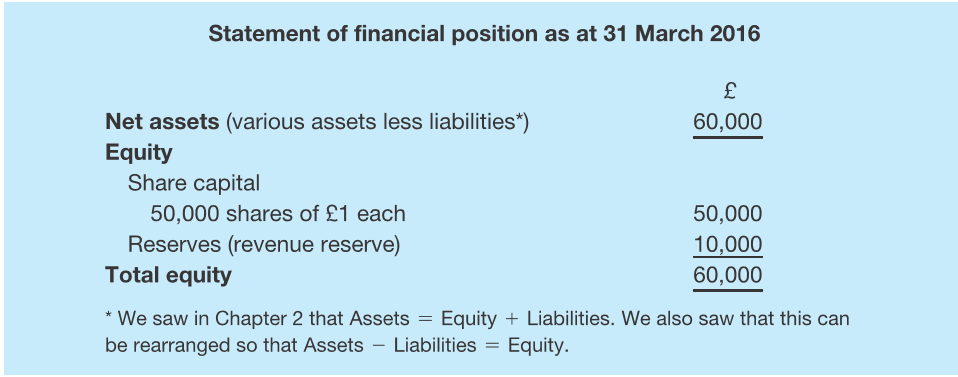 Statement of financial position as at 31 March 2016
£
Net assets (various assets less liabilities*) 60,000
Equity
Share capital
50,000 shares of £1 each 50,000
Reserves (revenue reserve) 10,000
Total equity 60,000
* We saw in Chapter 2 that Assets = Equity + Liabilities. We also saw that this can
be rearranged so that Assets − Liabilities = Equity.